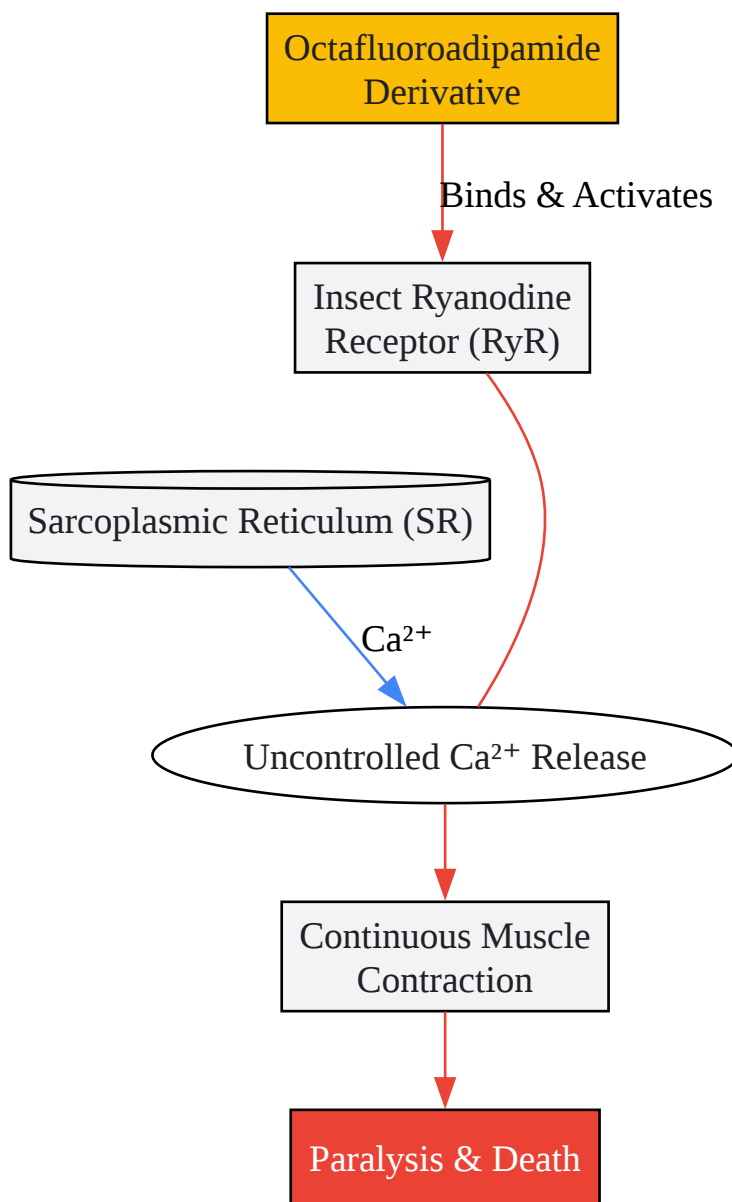 Octafluoroadipamide
Derivative
Binds & Activates
Insect Ryanodine
Receptor (RyR)
Sarcoplasmic Reticulum (SR)
Ca²⁺
Uncontrolled Ca²⁺ Release
Continuous Muscle
Contraction
Paralysis & Death